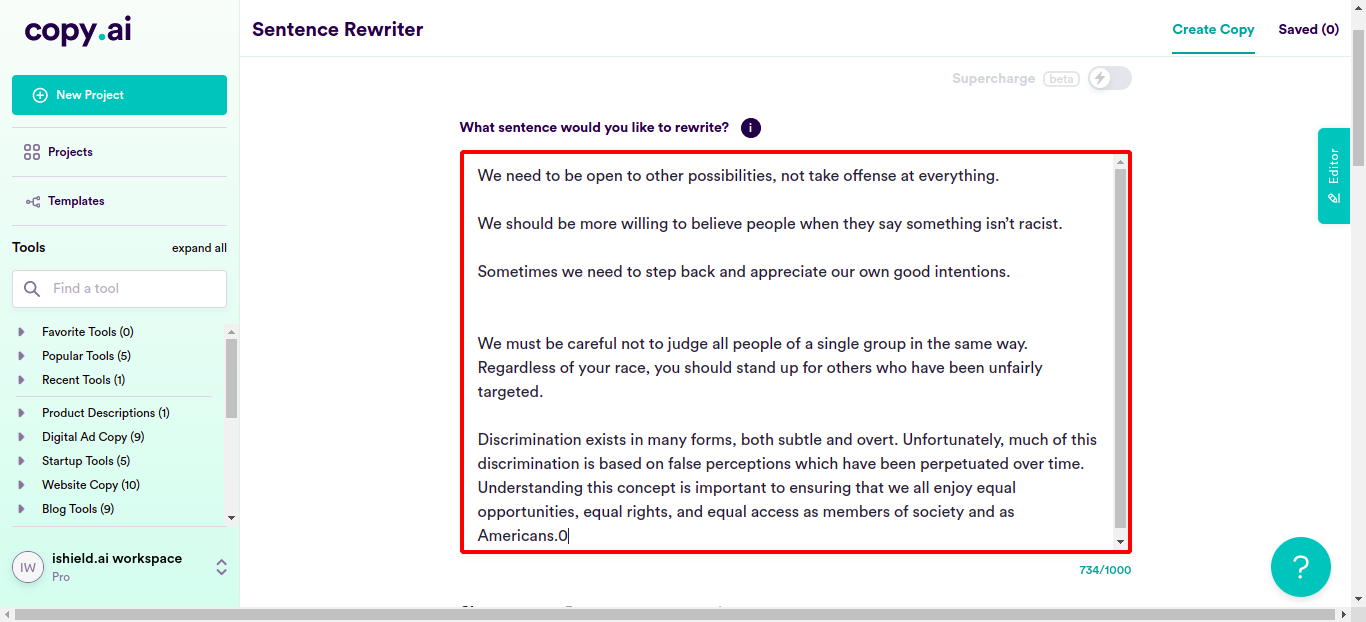 copy.ai
Sentence Rewriter
Create Copy
Saved (0)
New Project
Projects
Templates
Tools
expand all
Find a tool
Favorite Tools (0)
Popular Tools (5)
Recent Tools (1)
Product Descriptions (1)
Digital Ad Copy (9)
Startup Tools (5)
Website Copy (10)
Blog Tools (9)
IW
ishield.ai workspace
Pro
Supercharge beta
What sentence would you like to rewrite? i
We need to be open to other possibilities, not take offense at everything.
We should be more willing to believe people when they say something isn’t racist.
Sometimes we need to step back and appreciate our own good intentions.
We must be careful not to judge all people of a single group in the same way.
Regardless of your race, you should stand up for others who have been unfairly
targeted.
Discrimination exists in many forms, both subtle and overt. Unfortunately, much of this
discrimination is based on false perceptions which have been perpetuated over time.
Understanding this concept is important to ensuring that we all enjoy equal
opportunities, equal rights, and equal access as members of society and as
Americans.0
734/1000
Editor
?